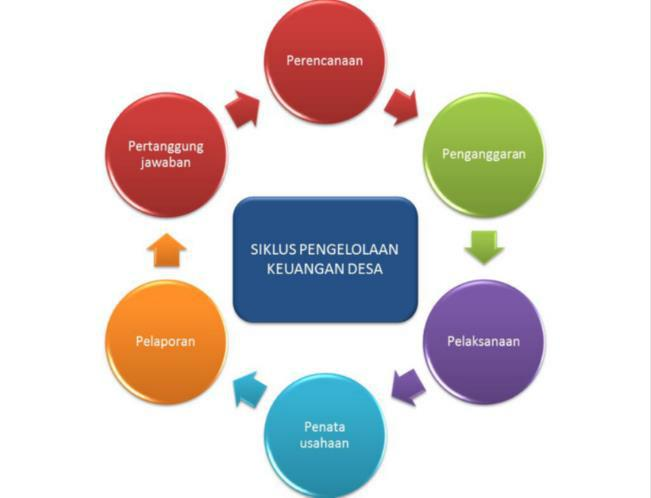 Perencanaan
Penganggaran
Pelaksanaan
Penata
usahaan
Pelaporan
Pertanggung
jawaban
SIKLUS PENGELOLAAN
KEUANGAN DESA